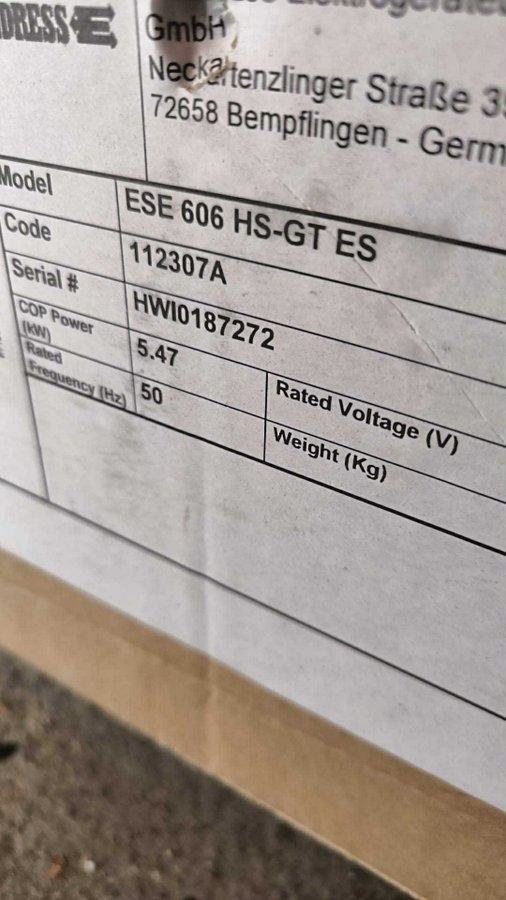 DRESS
GmbH
Neckartenzlinger Straße
72658 Bempflingen - Germ
Model ESE 606 HS-GT ES
Code 112307A
Serial # HWI0187272
COP Power (kW) 5.47 Rated Voltage (V)
Rated Frequency (Hz) 50 Weight (Kg)